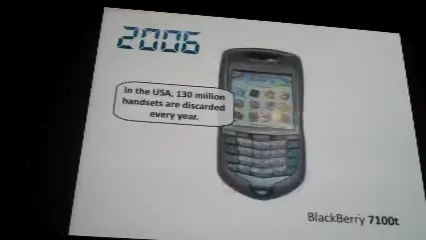 2006
In the USA, 130 million
handsets are discarded
every year.
BlackBerry 7100t